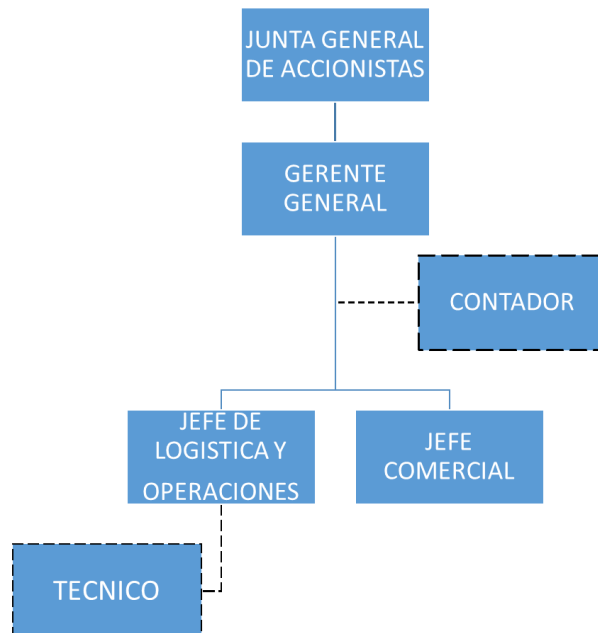 JUNTA GENERAL
DE ACCIONISTAS
GERENTE
GENERAL
CONTADOR
JEFE DE
LOGISTICA Y
OPERACIONES
JEFE
COMERCIAL
TECNICO